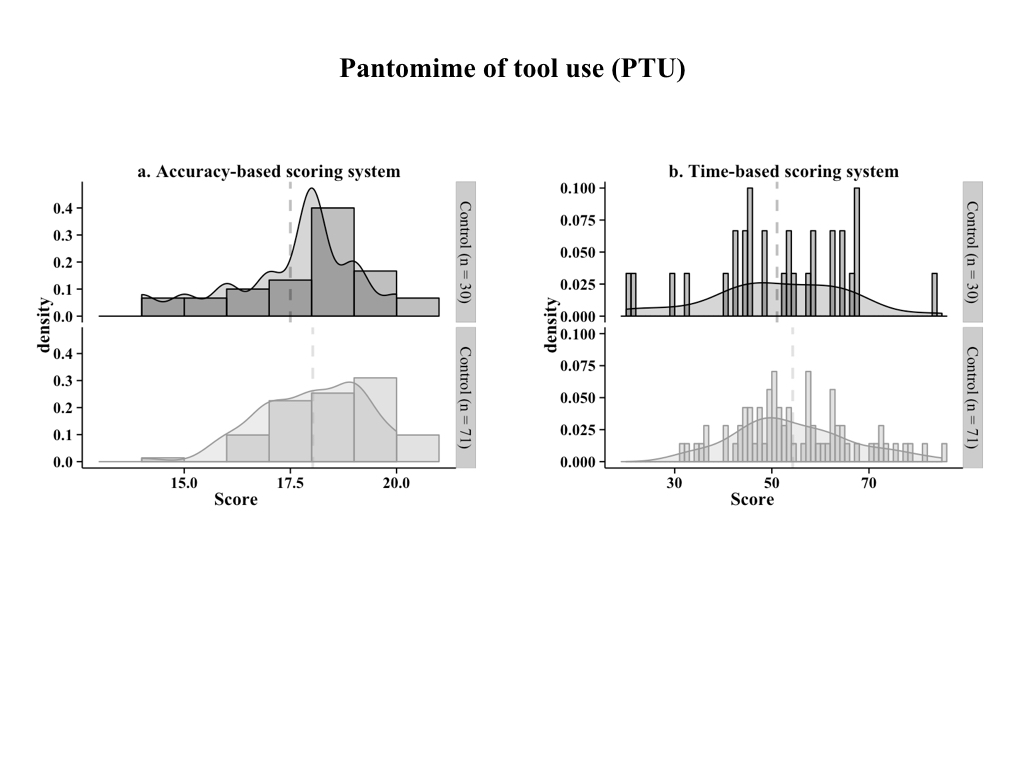 Pantomime of tool use (PTU)
a. Accuracy-based scoring system
density
0.4
0.3
0.2
0.1
0.0
Control (n = 30)
0.4
0.3
0.2
0.1
0.0
Control (n = 71)
15.0 17.5 20.0
Score
b. Time-based scoring system
density
0.100
0.075
0.050
0.025
0.000
Control (n = 30)
0.100
0.075
0.050
0.025
0.000
Control (n = 71)
30 50 70
Score